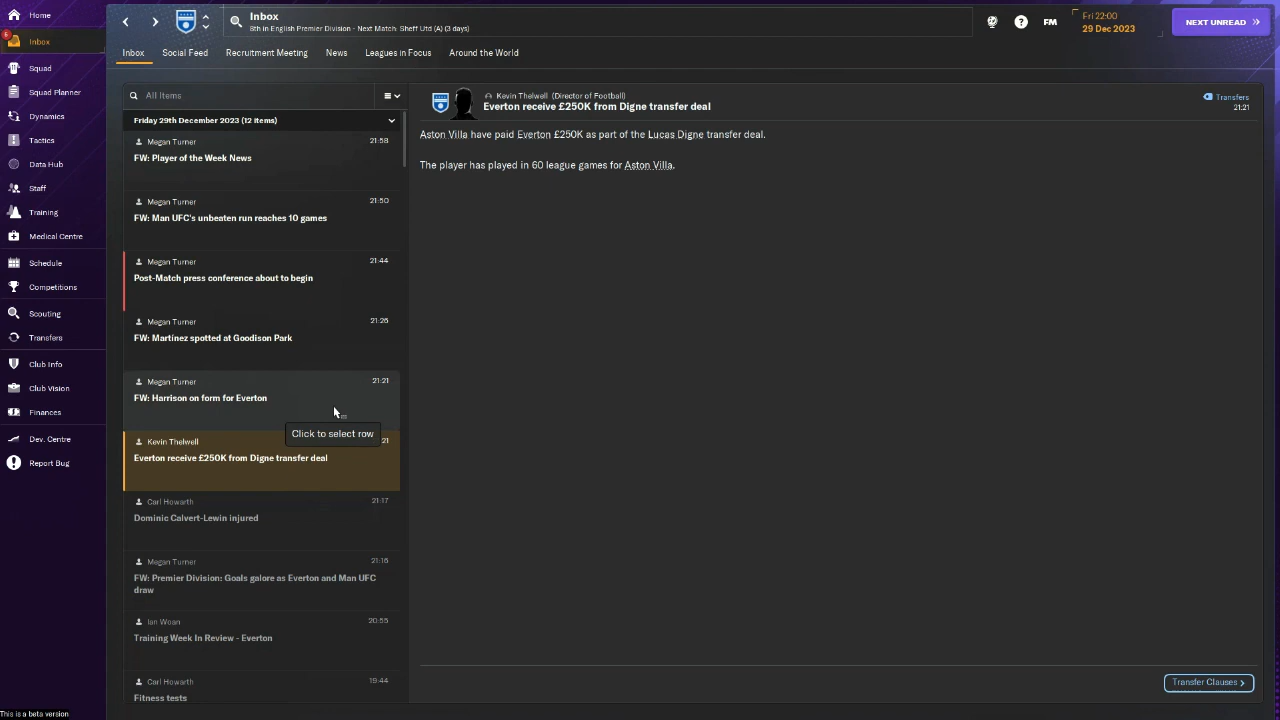 Home
6
Inbox
Squad
Squad Planner
Dynamics
Tactics
Data Hub
Staff
Training
Medical Centre
Schedule
Competitions
Scouting
Transfers
Club Info
Club Vision
Finances
Dev. Centre
Report Bug
This is a beta version
Inbox
8th in English Premier Division - Next Match: Sheff Utd (A) (3 days)
FM
Fri 22:00
29 Dec 2023
NEXT UNREAD
Inbox Social Feed Recruitment Meeting News Leagues in Focus Around the World
All Items
Friday 29th December 2023 (12 items)
Megan Turner 21:58
FW: Player of the Week News
Megan Turner 21:50
FW: Man UFC's unbeaten run reaches 10 games
Megan Turner 21:44
Post-Match press conference about to begin
Megan Turner 21:26
FW: Martínez spotted at Goodison Park
Megan Turner 21:21
FW: Harrison on form for Everton
Click to select row
Kevin Thelwell 21
Everton receive £250K from Digne transfer deal
Carl Howarth 21:17
Dominic Calvert-Lewin injured
Megan Turner 21:16
FW: Premier Division: Goals galore as Everton and Man UFC
draw
Ian Woan 20:55
Training Week In Review - Everton
Carl Howarth 19:44
Fitness tests
Kevin Thelwell (Director of Football)
Everton receive £250K from Digne transfer deal
Transfers
21:21
Aston Villa have paid Everton £250K as part of the Lucas Digne transfer deal.
The player has played in 60 league games for Aston Villa.
Transfer Clauses